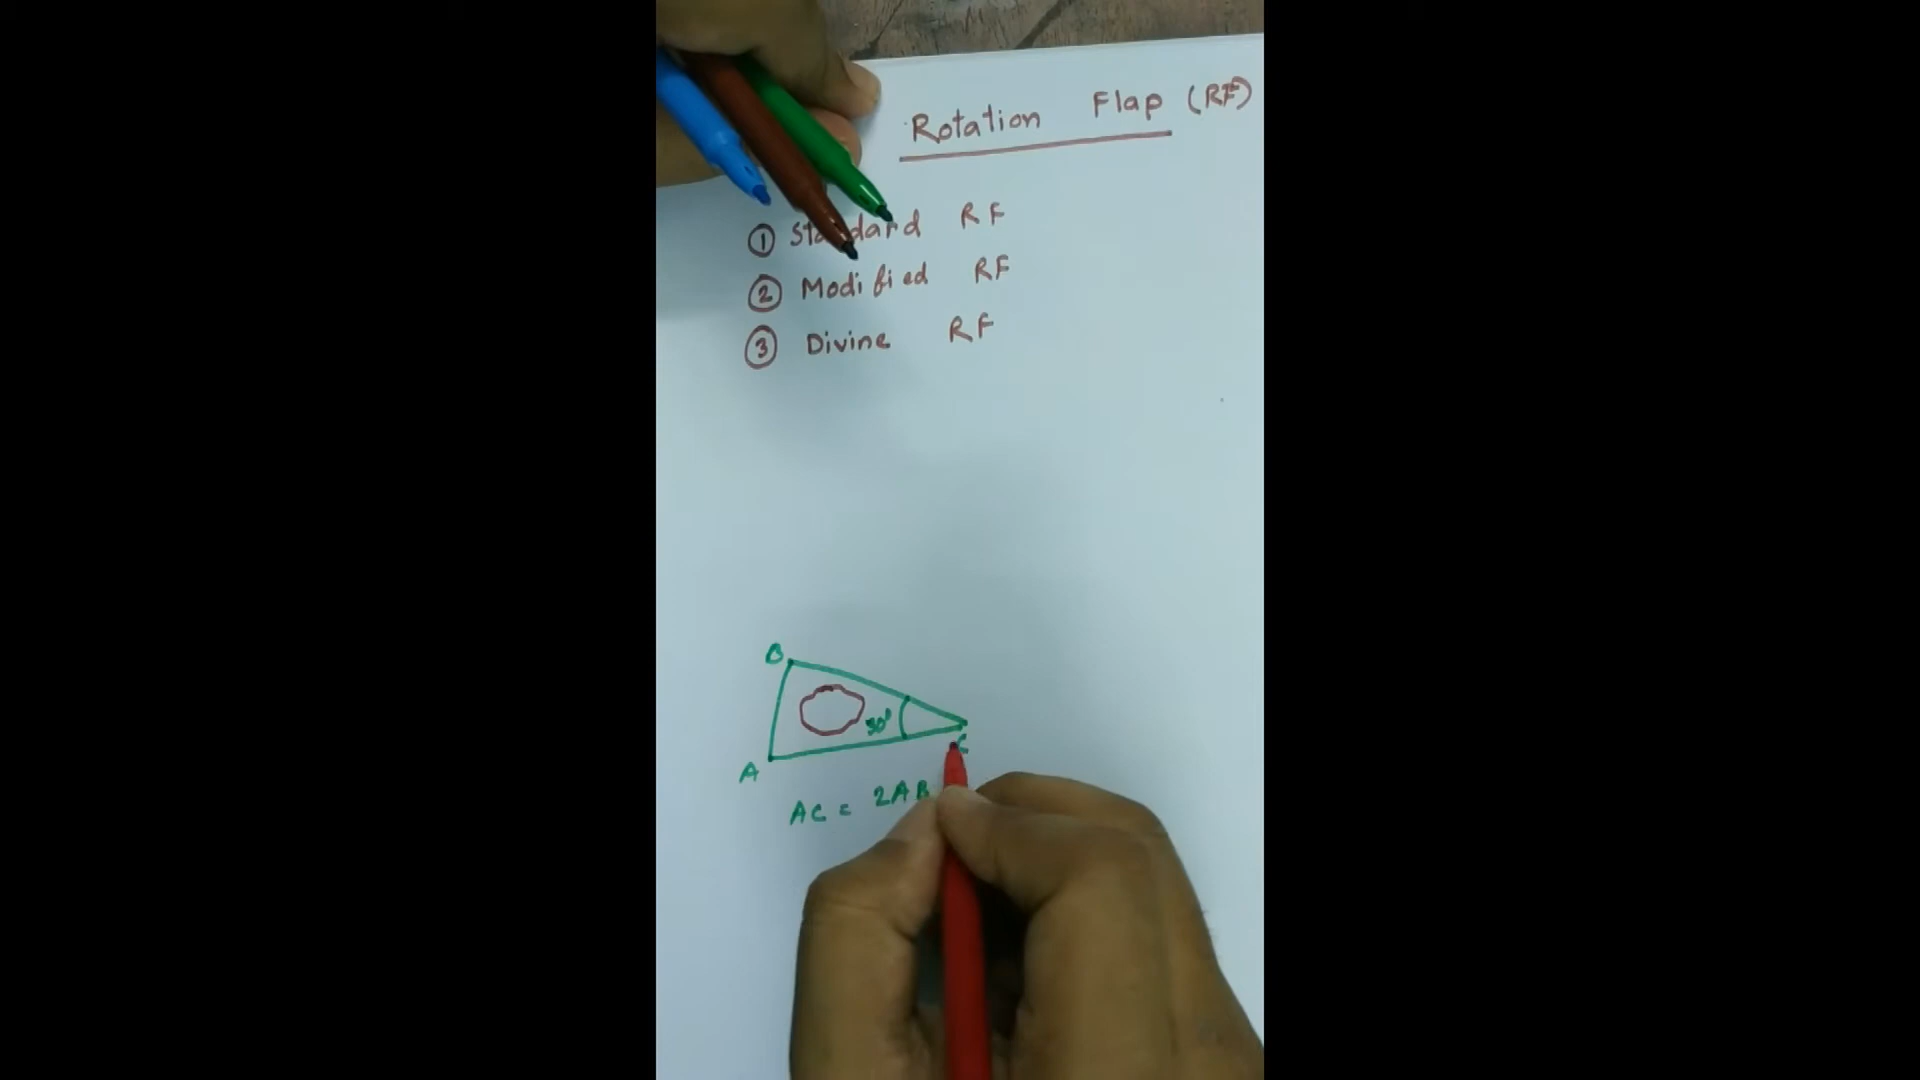 Rotation Flap (RF)
① Standard RF
② Modified RF
③ Divine RF
B
30°
C
A
AC = 2AB